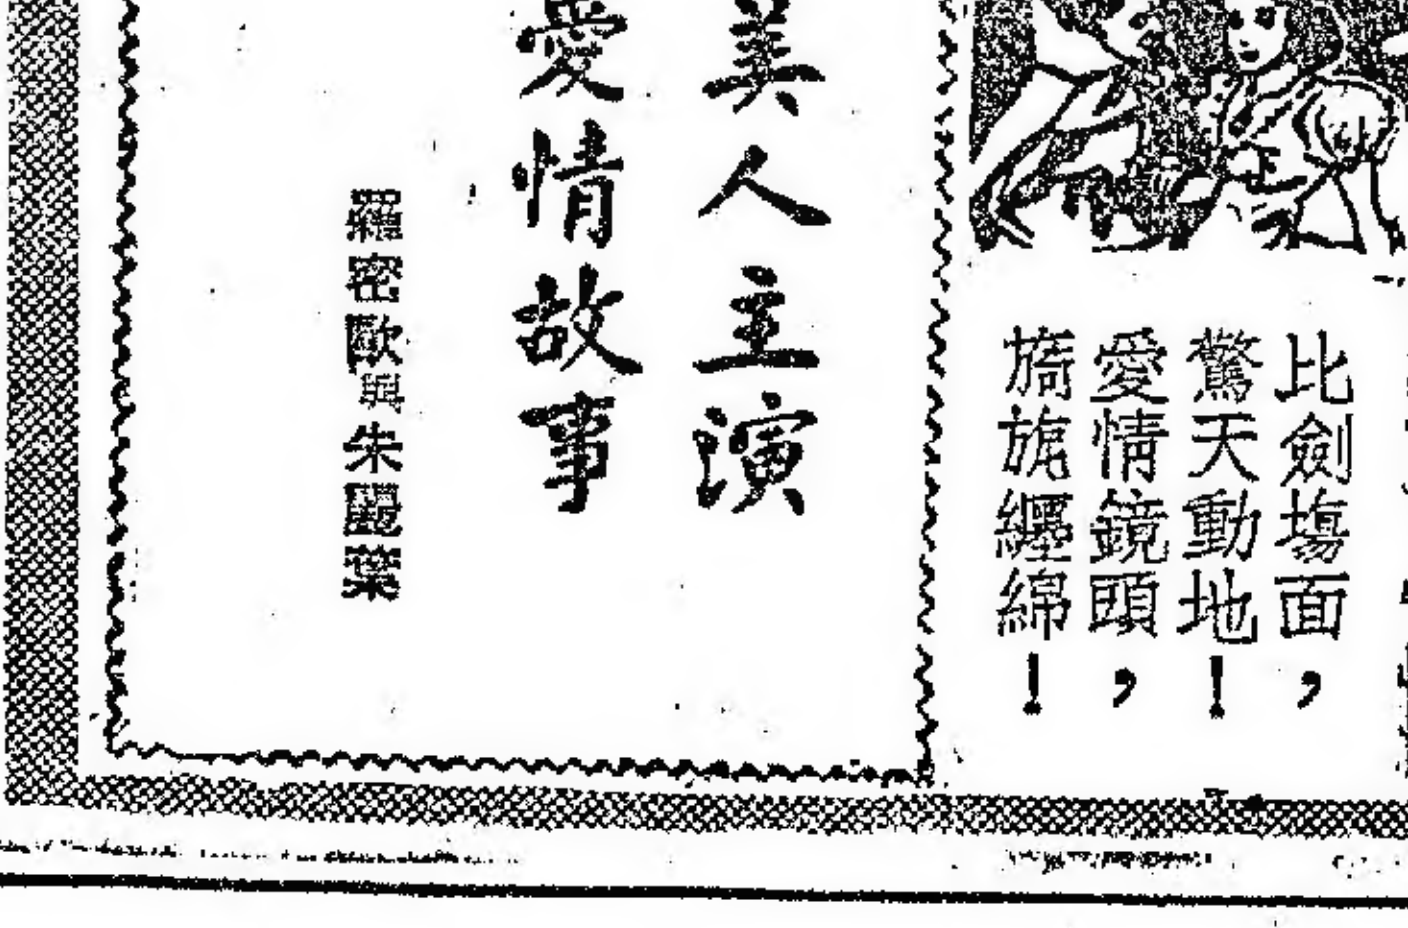 比劍塲面，
驚天動地！
愛情鏡頭，
旖旎纏綿！
美人主演
愛情故事
羅密歐與朱麗葉